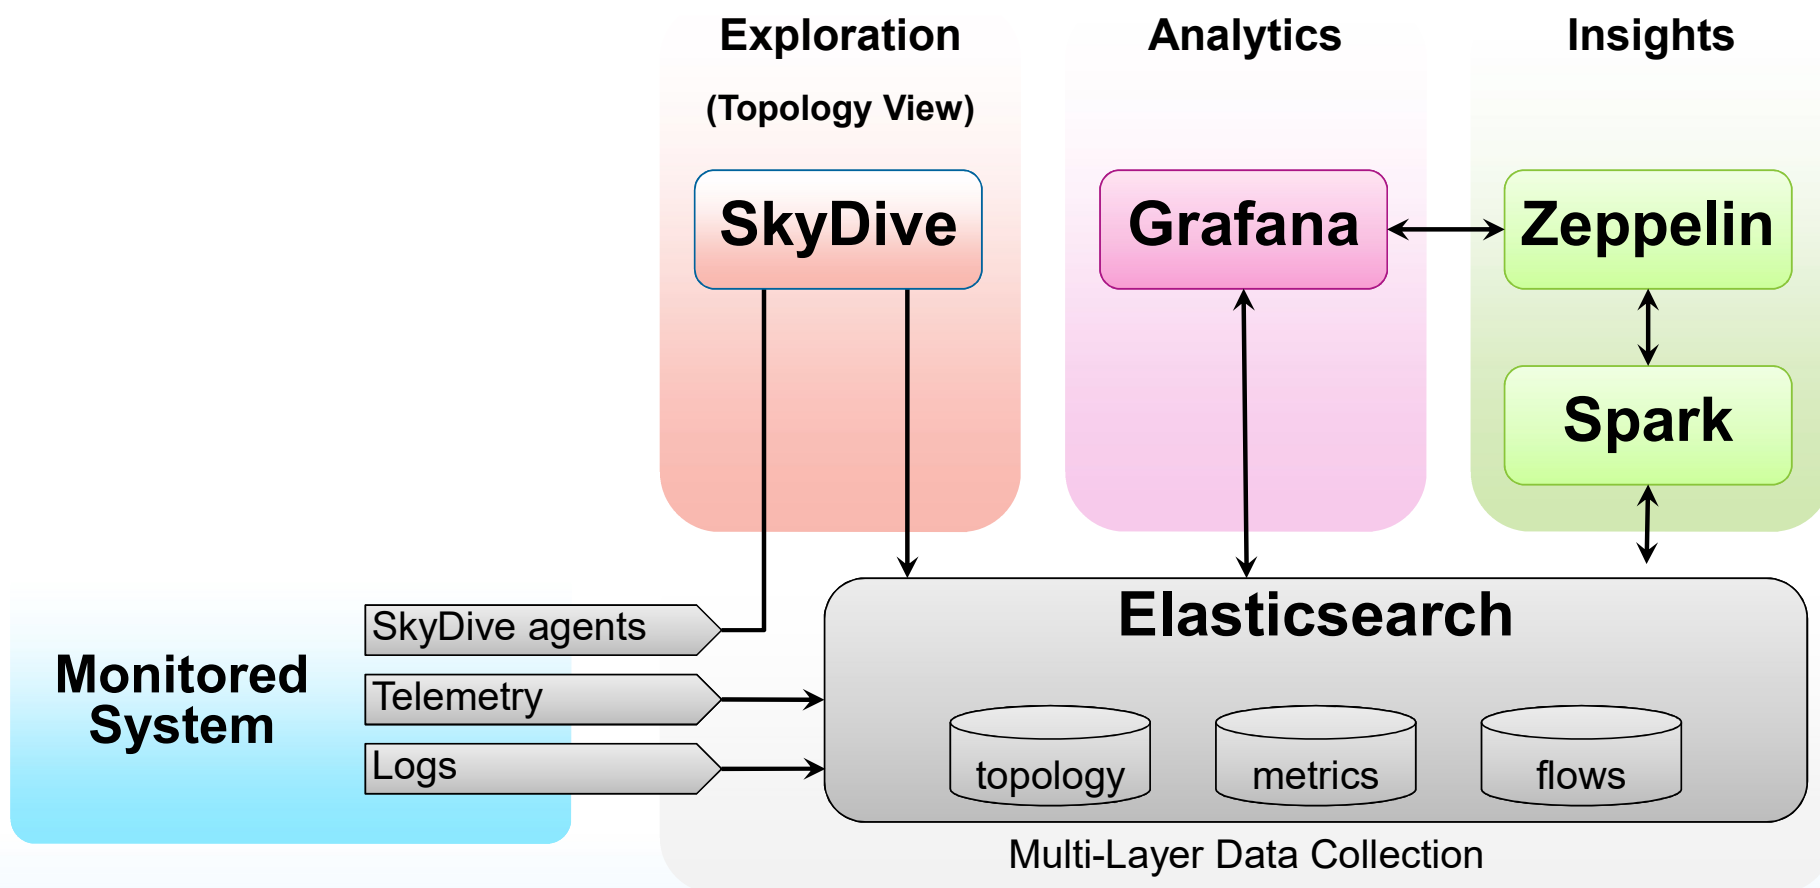 Exploration
(Topology View)
SkyDive
Analytics
Grafana
Insights
Zeppelin
Spark
Monitored
System
SkyDive agents
Telemetry
Logs
Elasticsearch
topology
metrics
flows
Multi-Layer Data Collection